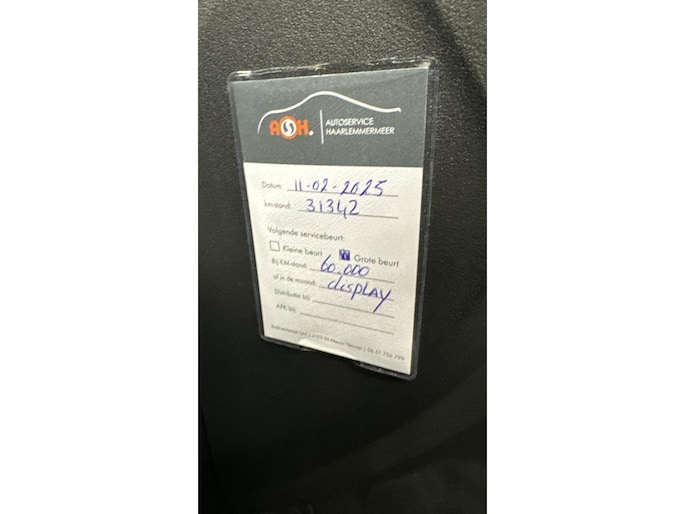 AOH.
AUTOSERVICE
HAARLEMMERMEER
Datum: 11-02-2025
km-stand: 31342
Volgende servicebeurt:
Kleine beurt Grote beurt
Bij KM-stand: 60.000
of in de maand: display
Distributie bij
APK bij